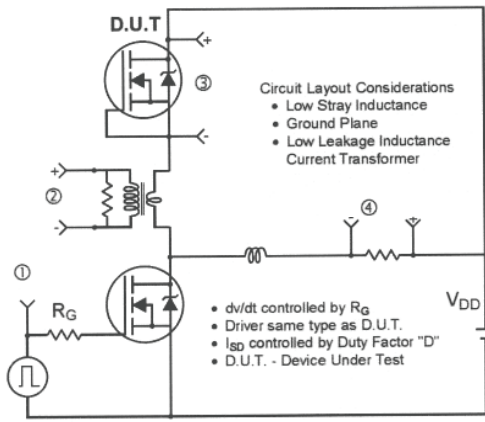 D.U.T
+
③
-
Circuit Layout Considerations
• Low Stray Inductance
• Ground Plane
• Low Leakage Inductance
Current Transformer
+
②
-
④
-
+
①
RG
VDD
• dv/dt controlled by RG
• Driver same type as D.U.T.
• ISD controlled by Duty Factor "D"
• D.U.T. - Device Under Test